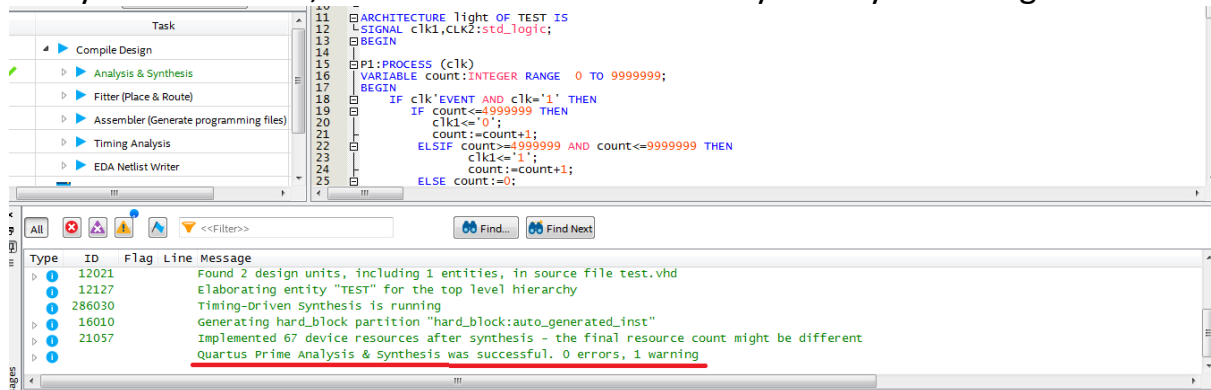 Task
Compile Design
Analysis & Synthesis
Fitter (Place & Route)
Assembler (Generate programming files)
Timing Analysis
EDA Netlist Writer
11 ARCHITECTURE light OF TEST IS
12 SIGNAL clk1,CLK2:std_logic;
13 BEGIN
14
15 P1:PROCESS (clk)
16 VARIABLE count:INTEGER RANGE 0 TO 9999999;
17 BEGIN
18 IF clk'EVENT AND clk='1' THEN
19 IF count<=4999999 THEN
20 clk1<='0';
21 count:=count+1;
22 ELSIF count>=4999999 AND count<=9999999 THEN
23 clk1<='1';
24 count:=count+1;
25 ELSE count:=0;
All <<Filter>> Find... Find Next
Type ID Flag Line Message
12021 Found 2 design units, including 1 entities, in source file test.vhd
12127 Elaborating entity "TEST" for the top level hierarchy
286030 Timing-Driven Synthesis is running
16010 Generating hard_block partition "hard_block:auto_generated_inst"
21057 Implemented 67 device resources after synthesis - the final resource count might be different
Quartus Prime Analysis & Synthesis was successful. 0 errors, 1 warning